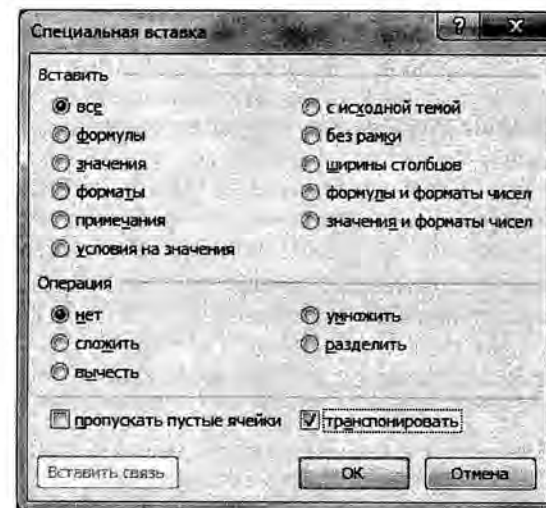 Специальная вставка
Вставить
все
с исходной темой
формулы
без рамки
значения
ширины столбцов
форматы
формулы и форматы чисел
примечания
значения и форматы чисел
условия на значения
Операция
нет
умножить
сложить
разделить
вычесть
пропускать пустые ячейки
транспонировать
Вставить связь
ОК
Отмена